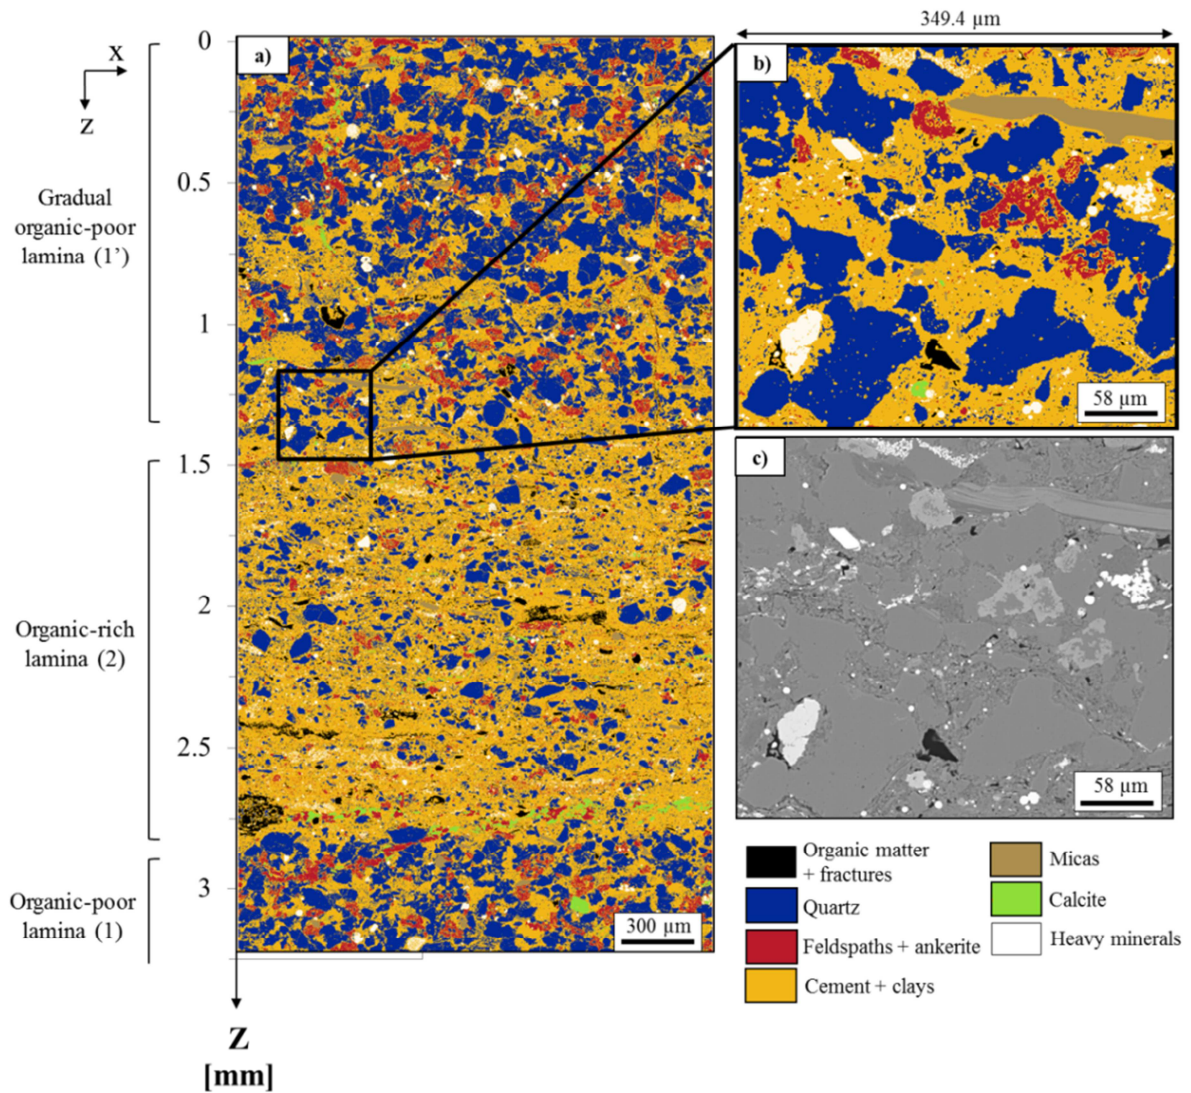 349.4 µm
0
a)
b)
X
Z
0.5
Gradual
organic-poor
lamina (1’)
1
58 µm
1.5
c)
2
Organic-rich
lamina (2)
2.5
58 µm
Organic matter
+ fractures
Micas
Quartz
Calcite
Organic-poor
lamina (1)
3
300 µm
Feldspaths + ankerite
Heavy minerals
Cement + clays
Z
[mm]